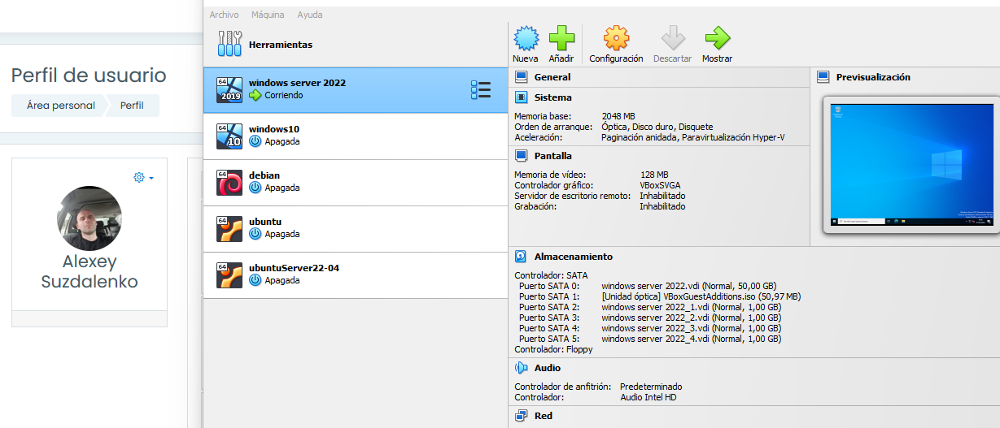 Archivo Máquina Ayuda
Herramientas
Nueva Añadir Configuración Descartar Mostrar
Perfil de usuario
Área personal Perfil
Alexey
Suzdalenko
64
2019
windows server 2022
Corriendo
64
10
windows10
Apagada
64
debian
Apagada
64
ubuntu
Apagada
64
ubuntuServer22-04
Apagada
General
Sistema
Memoria base: 2048 MB
Orden de arranque: Óptica, Disco duro, Disquete
Aceleración: Paginación anidada, Paravirtualización Hyper-V
Pantalla
Memoria de vídeo: 128 MB
Controlador gráfico: VBoxSVGA
Servidor de escritorio remoto: Inhabilitado
Grabación: Inhabilitado
Previsualización
Almacenamiento
Controlador: SATA
Puerto SATA 0: windows server 2022.vdi (Normal, 50,00 GB)
Puerto SATA 1: [Unidad óptica] VBoxGuestAdditions.iso (50,97 MB)
Puerto SATA 2: windows server 2022_1.vdi (Normal, 1,00 GB)
Puerto SATA 3: windows server 2022_2.vdi (Normal, 1,00 GB)
Puerto SATA 4: windows server 2022_3.vdi (Normal, 1,00 GB)
Puerto SATA 5: windows server 2022_4.vdi (Normal, 1,00 GB)
Controlador: Floppy
Audio
Controlador de anfitrión: Predeterminado
Controlador: Audio Intel HD
Red